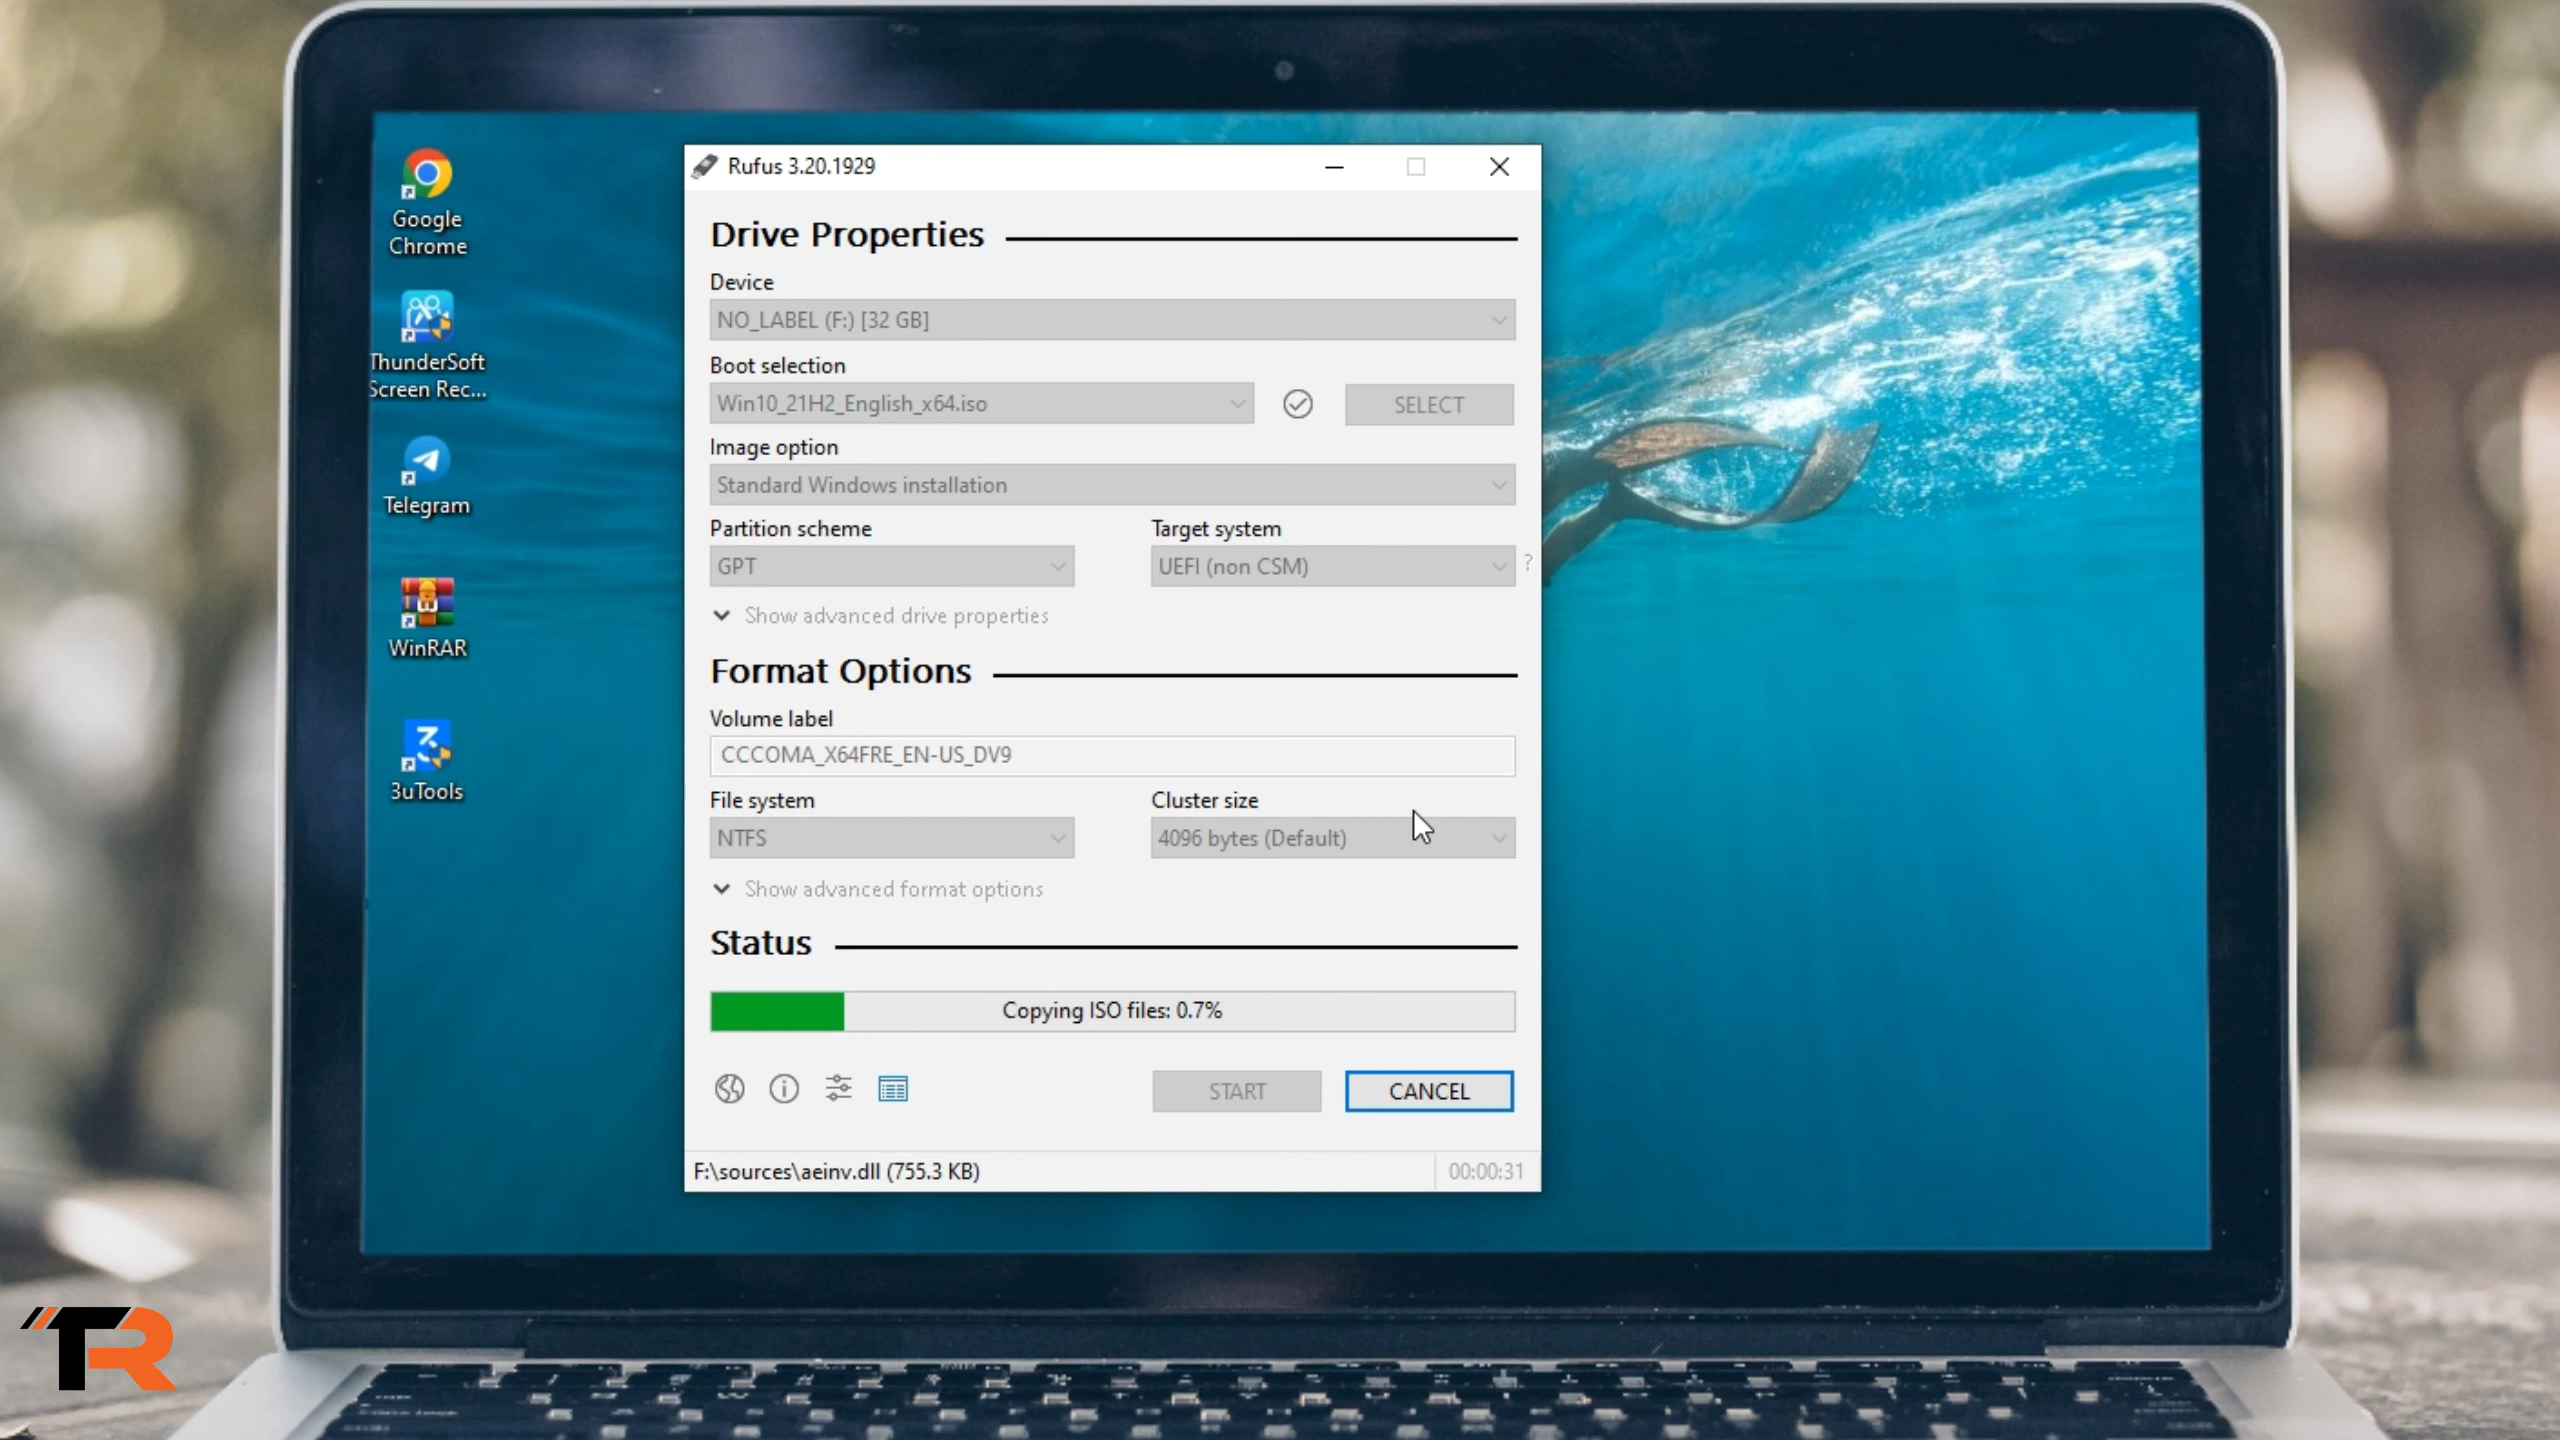 Google
Chrome
ThunderSoft
Screen Rec...
Telegram
WinRAR
3uTools
Rufus 3.20.1929
Drive Properties
Device
NO_LABEL (F:) [32 GB]
Boot selection
Win10_21H2_English_x64.iso
SELECT
Image option
Standard Windows installation
Partition scheme
Target system
GPT
UEFI (non CSM)
?
Show advanced drive properties
Format Options
Volume label
CCCOMA_X64FRE_EN-US_DV9
File system
Cluster size
NTFS
4096 bytes (Default)
Show advanced format options
Status
Copying ISO files: 0.7%
START
CANCEL
F:\sources\aeinv.dll (755.3 KB)
00:00:31
TR